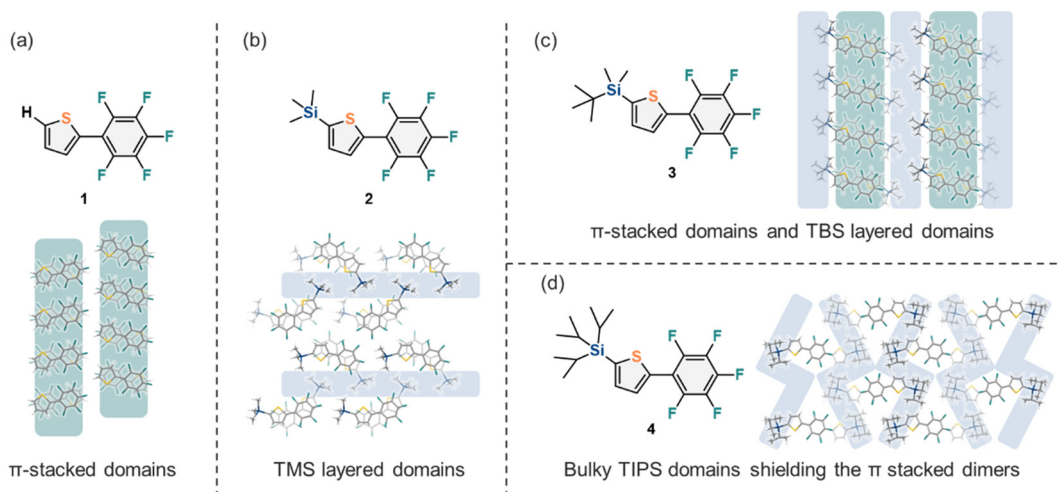 (a)
F F
H S F
F F
1
π-stacked domains
(b)
F F
Si S F
F F
2
TMS layered domains
(c)
F F
Si S F
F F
3
π-stacked domains and TBS layered domains
(d)
F F
Si S F
F F
4
Bulky TIPS domains shielding the π stacked dimers